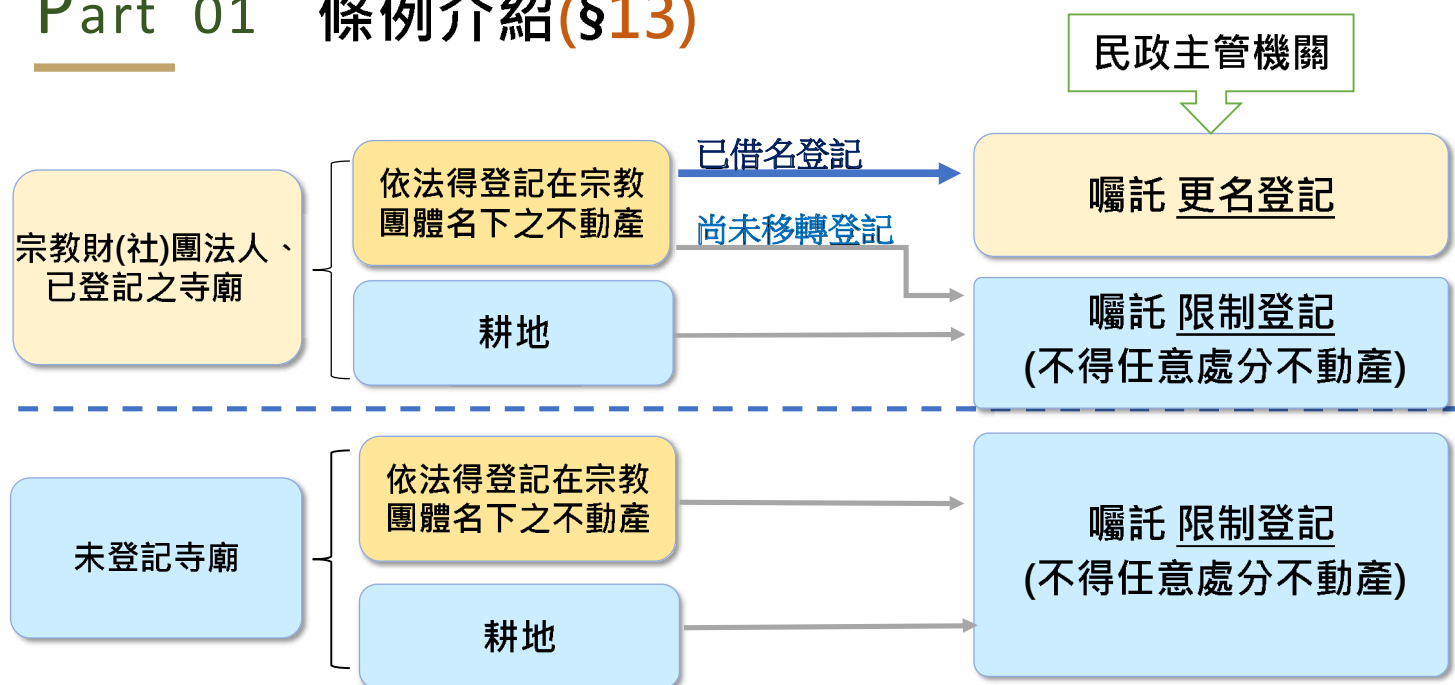 Part 01 條例介紹(§13)
民政主管機關
宗教財(社)團法人、
已登記之寺廟
依法得登記在宗教
團體名下之不動產
耕地
已借名登記
尚未移轉登記
囑託 更名登記
囑託 限制登記
(不得任意處分不動產)
未登記寺廟
依法得登記在宗教
團體名下之不動產
耕地
囑託 限制登記
(不得任意處分不動產)